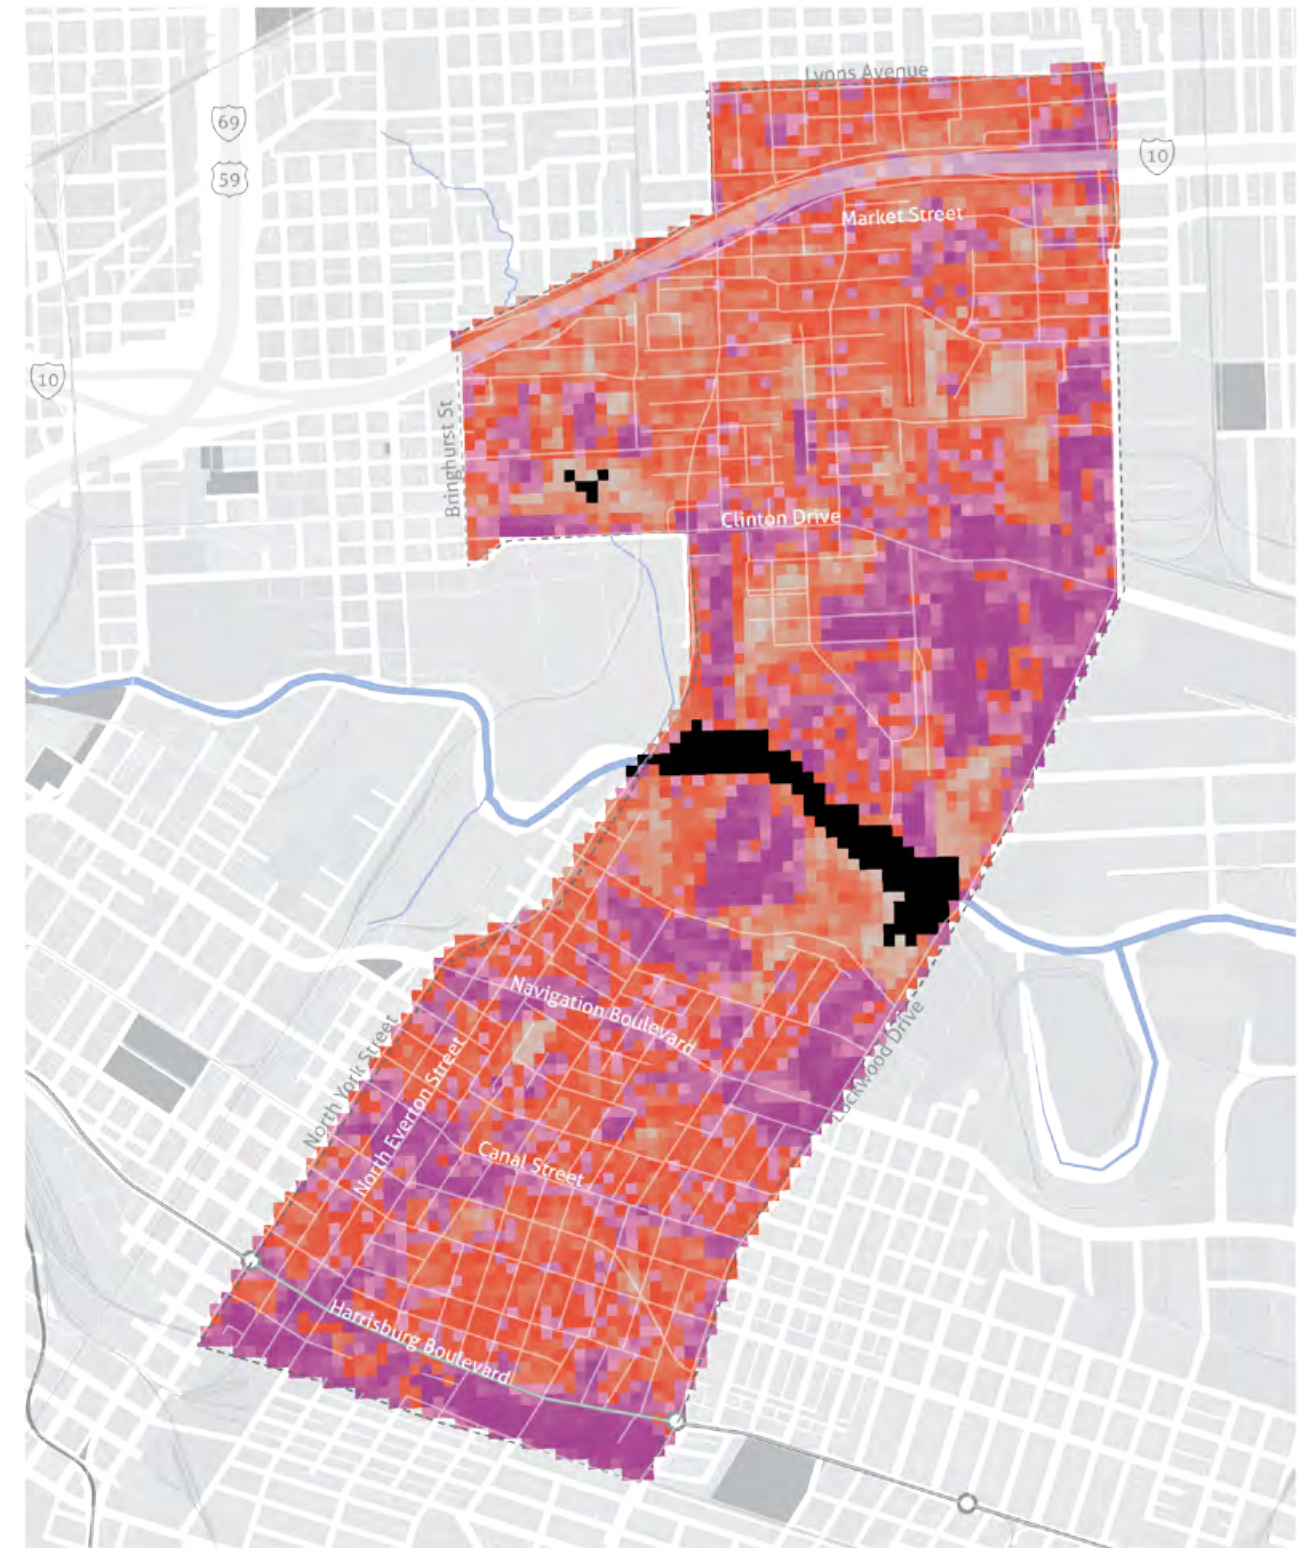 Lyons Avenue
69
59
10
Market Street
10
Bringhurst St
Clinton Drive
Navigation Boulevard
North York Street
North Everton Street
Lockwood Drive
Canal Street
Harrisburg Boulevard